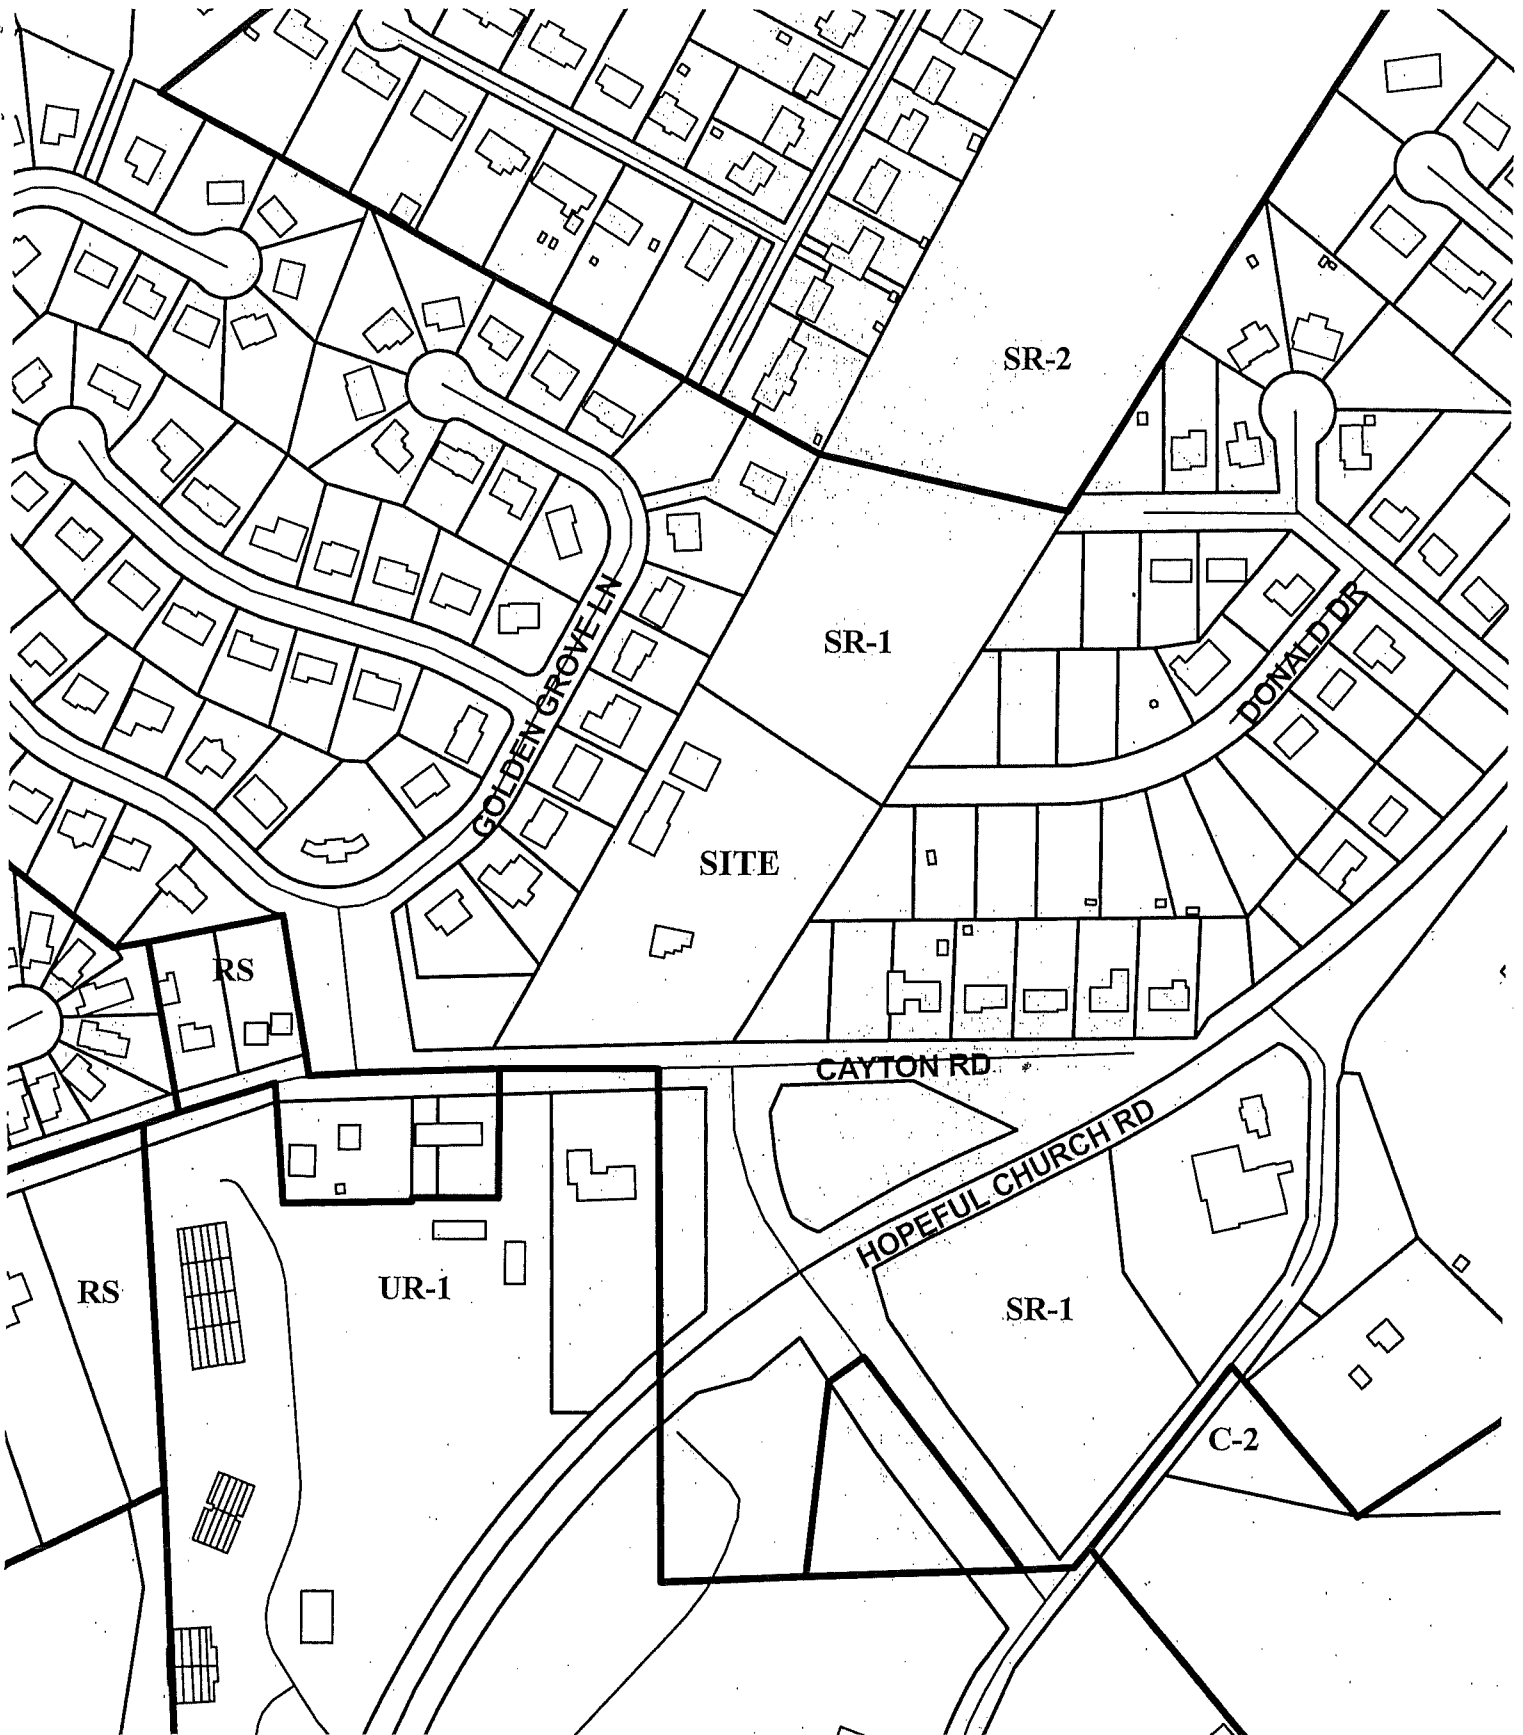 SR-2
GOLDEN GROVE LN
SR-1
DONALD DR
SITE
RS
CAYTON RD
HOPEFUL CHURCH RD
RS
UR-1
SR-1
C-2